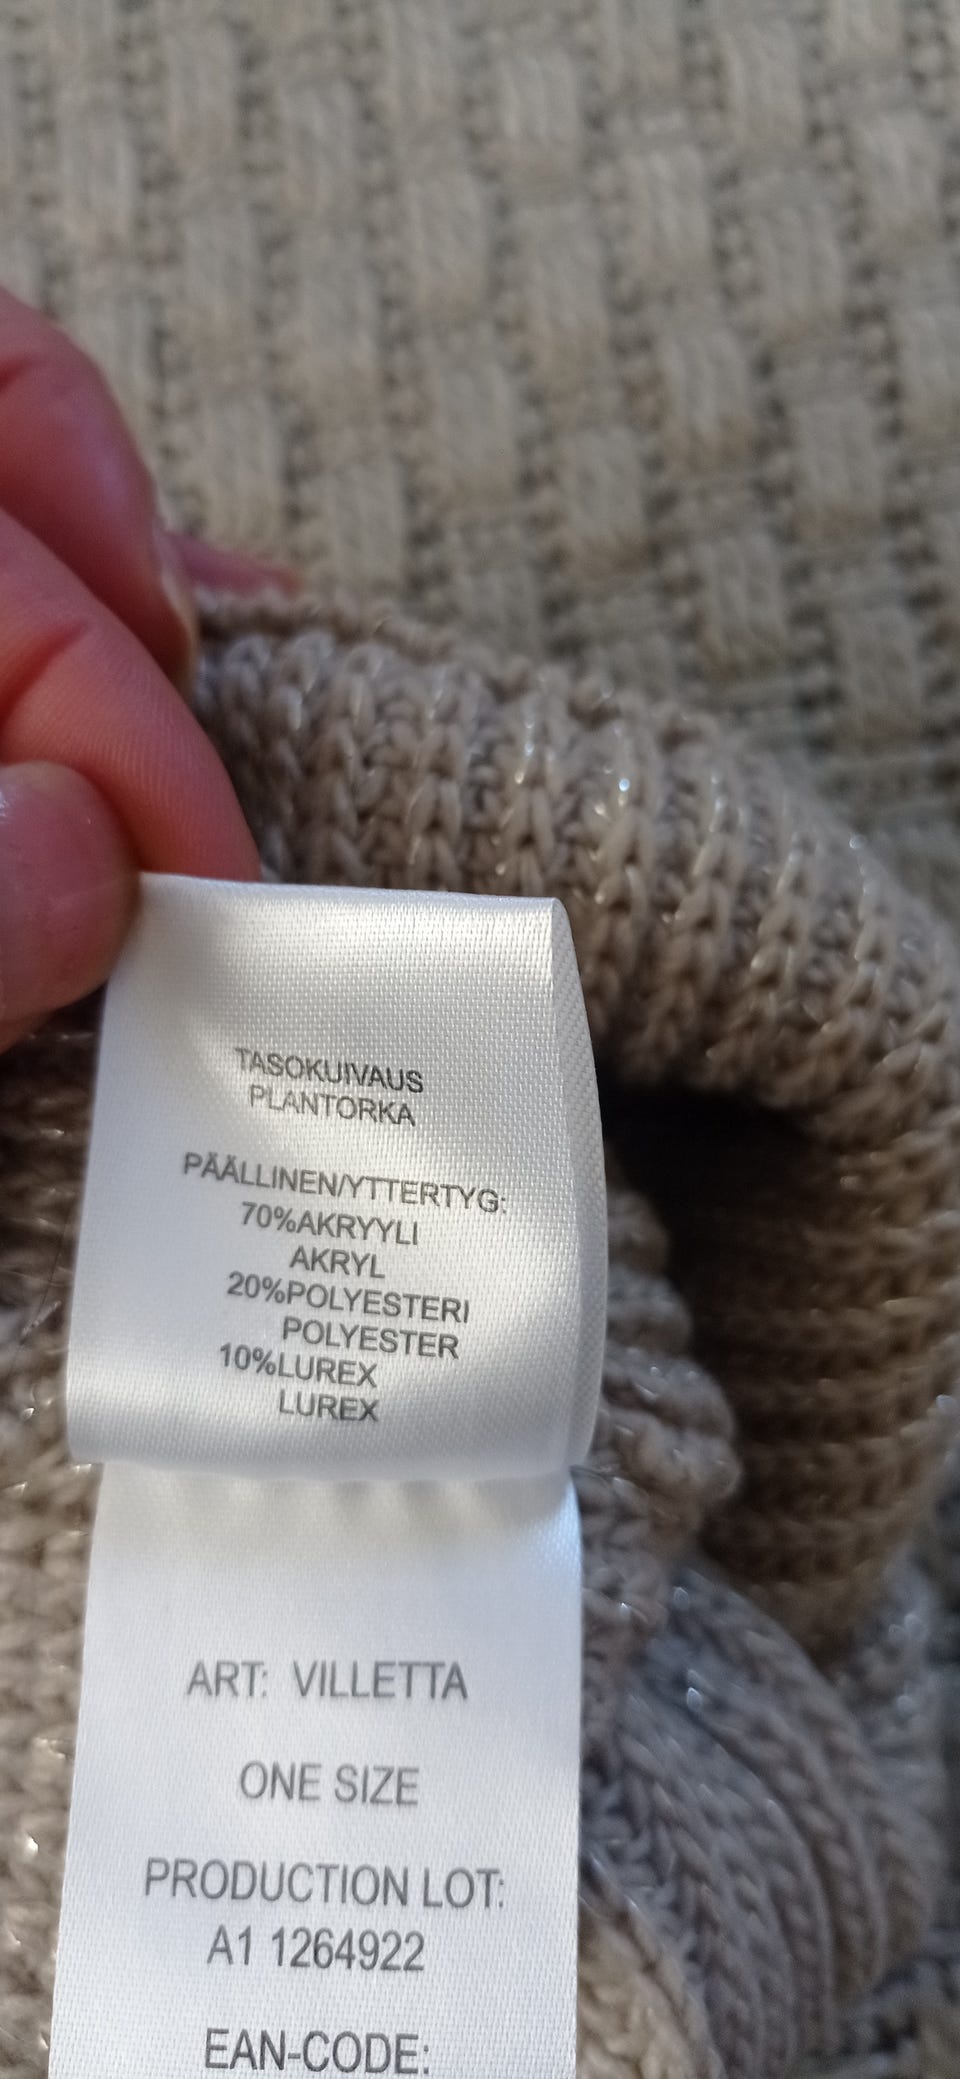 TASOKUIVAUS
PLANTORKA
PÄÄLLINEN/YTTERTYG:
70%AKRYYLI
AKRYL
20%POLYESTERI
POLYESTER
10%LUREX
LUREX
ART: VILLETTA
ONE SIZE
PRODUCTION LOT:
A1 1264922
EAN-CODE: